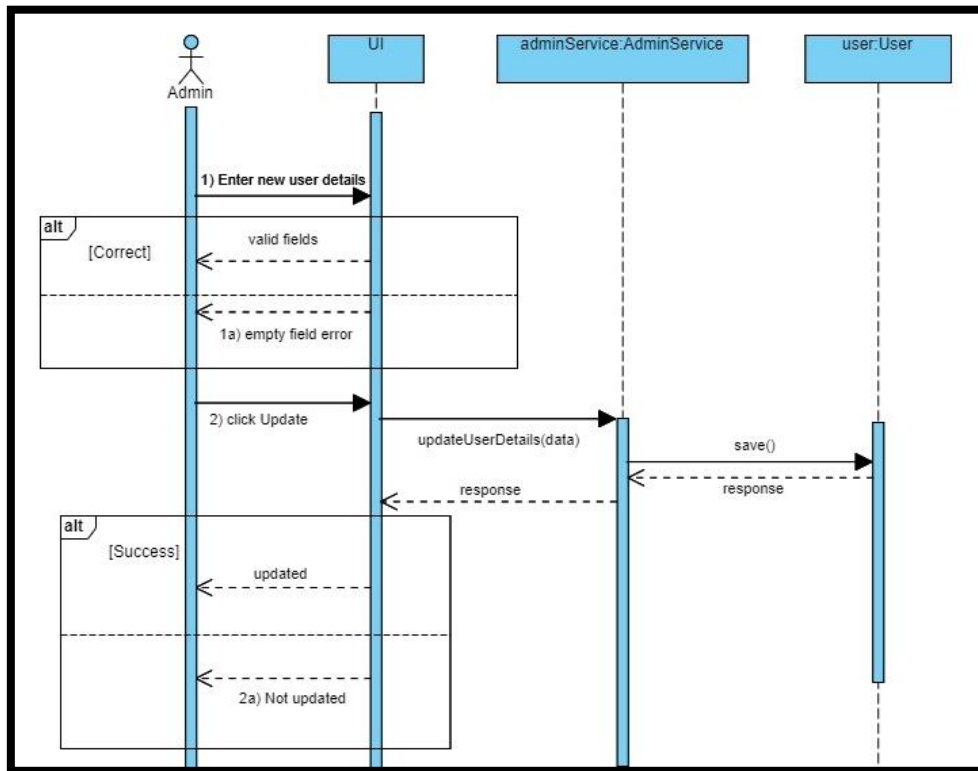 UI
adminService:AdminService
user:User
Admin
1) Enter new user details
alt
[Correct]
valid fields
1a) empty field error
2) click Update
updateUserDetails(data)
save()
response
response
alt
[Success]
updated
2a) Not updated